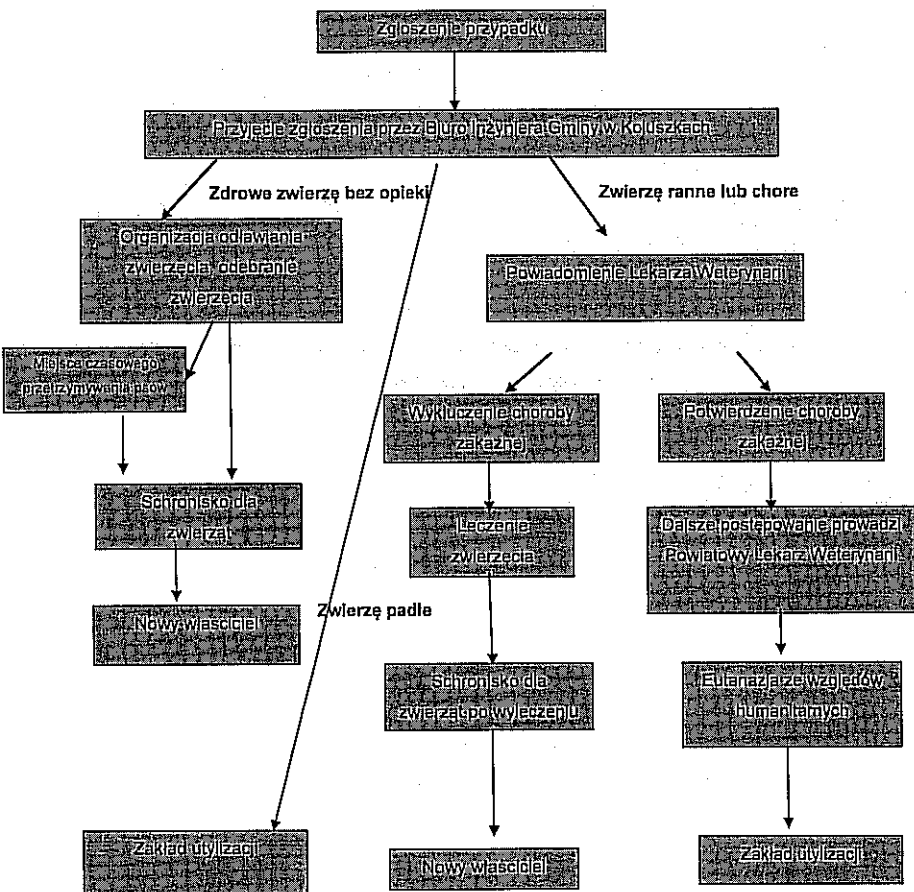 Zgłoszenie przypadku
Przyjęcie zgłoszenia przez Biuro Inżyniera Gminy w Koluszkach
Zdrowe zwierzę bez opieki
Zwierzę ranne lub chore
Organizacja odławiania
zwierzęcia, odebranie
zwierzęcia
Powiadomienie Lekarza Weterynarii
Miejsce czasowego
przetrzymywania psów
Wykluczenie choroby
zakaźnej
Potwierdzenie choroby
zakaźnej
Schronisko dla
zwierząt
Leczenie
zwierzęcia
Dalsze postępowanie prowadzi
Powiatowy Lekarz Weterynarii
Nowy właściciel
Zwierzę padłe
Schronisko dla
zwierząt po wyleczeniu
Eutanazja ze względów
humanitarnych
Zakład utylizacji
Nowy właściciel
Zakład utylizacji